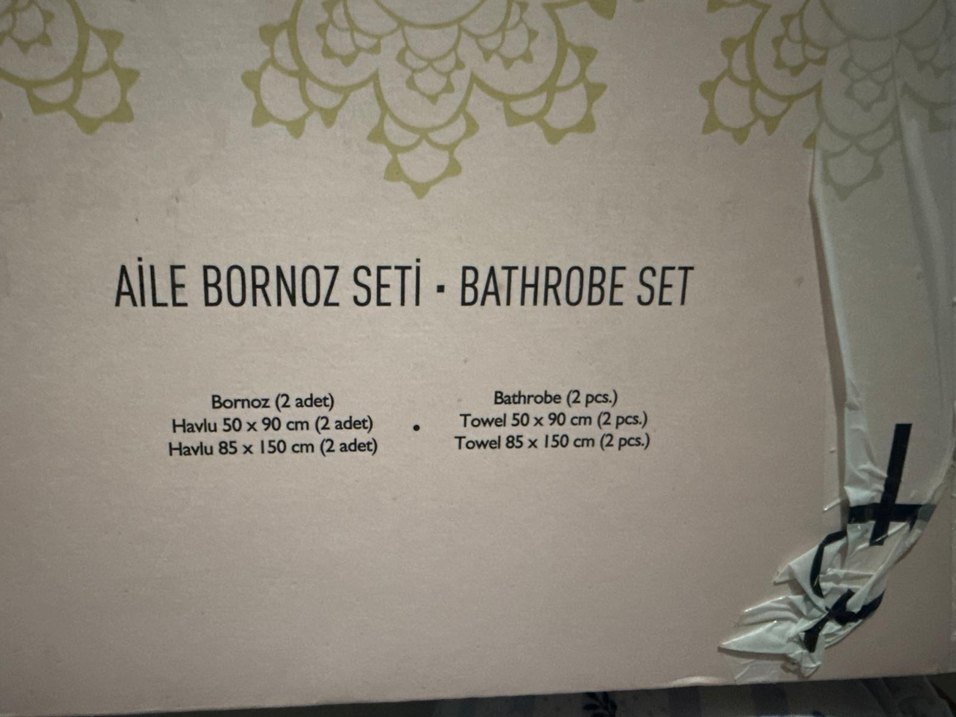 AİLE BORNOZ SETİ · BATHROBE SET
Bornoz (2 adet)
Havlu 50 x 90 cm (2 adet)
Havlu 85 x 150 cm (2 adet)
•
Bathrobe (2 pcs.)
Towel 50 x 90 cm (2 pcs.)
Towel 85 x 150 cm (2 pcs.)